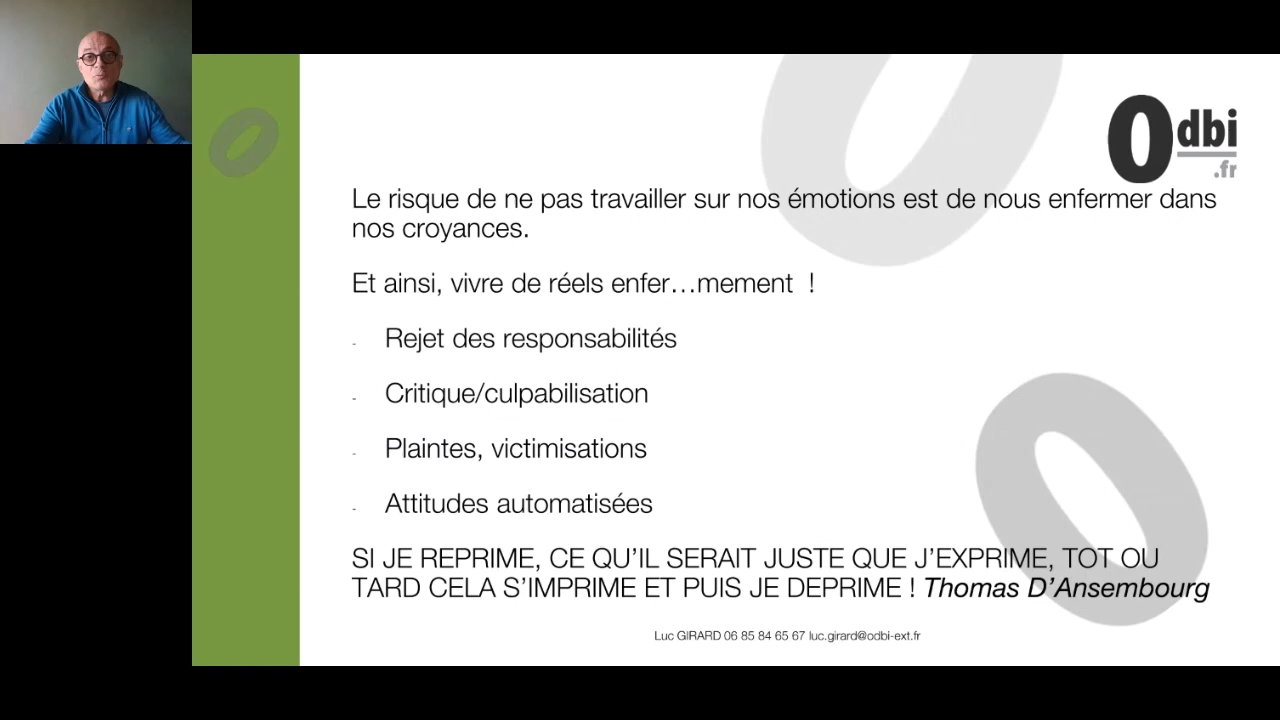 Odbi
.fr
Le risque de ne pas travailler sur nos émotions est de nous enfermer dans
nos croyances.
Et ainsi, vivre de réels enfer…mement  !
- Rejet des responsabilités
- Critique/culpabilisation
- Plaintes, victimisations
- Attitudes automatisées
SI JE REPRIME, CE QU’IL SERAIT JUSTE QUE J’EXPRIME, TOT OU
TARD CELA S’IMPRIME ET PUIS JE DEPRIME ! Thomas D’Ansembourg
Luc GIRARD 06 85 84 65 67 luc.girard@odbi-ext.fr